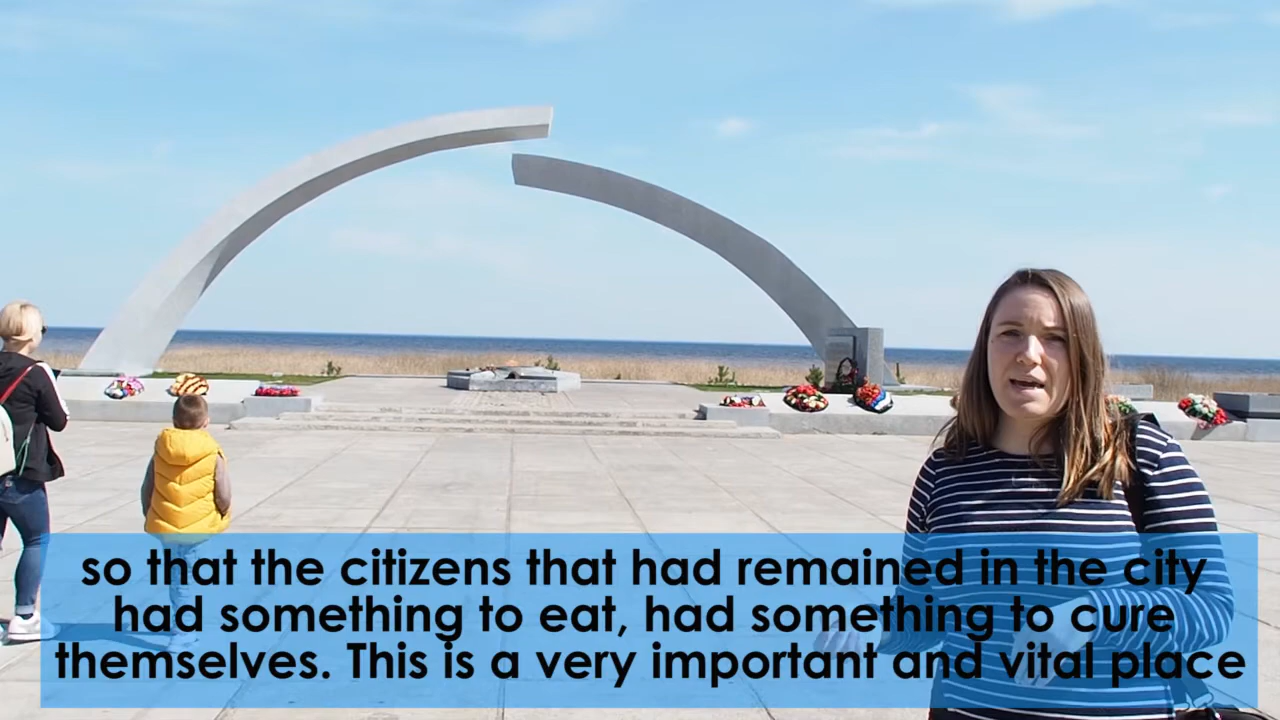 so that the citizens that had remained in the city
had something to eat, had something to cure
themselves. This is a very important and vital place